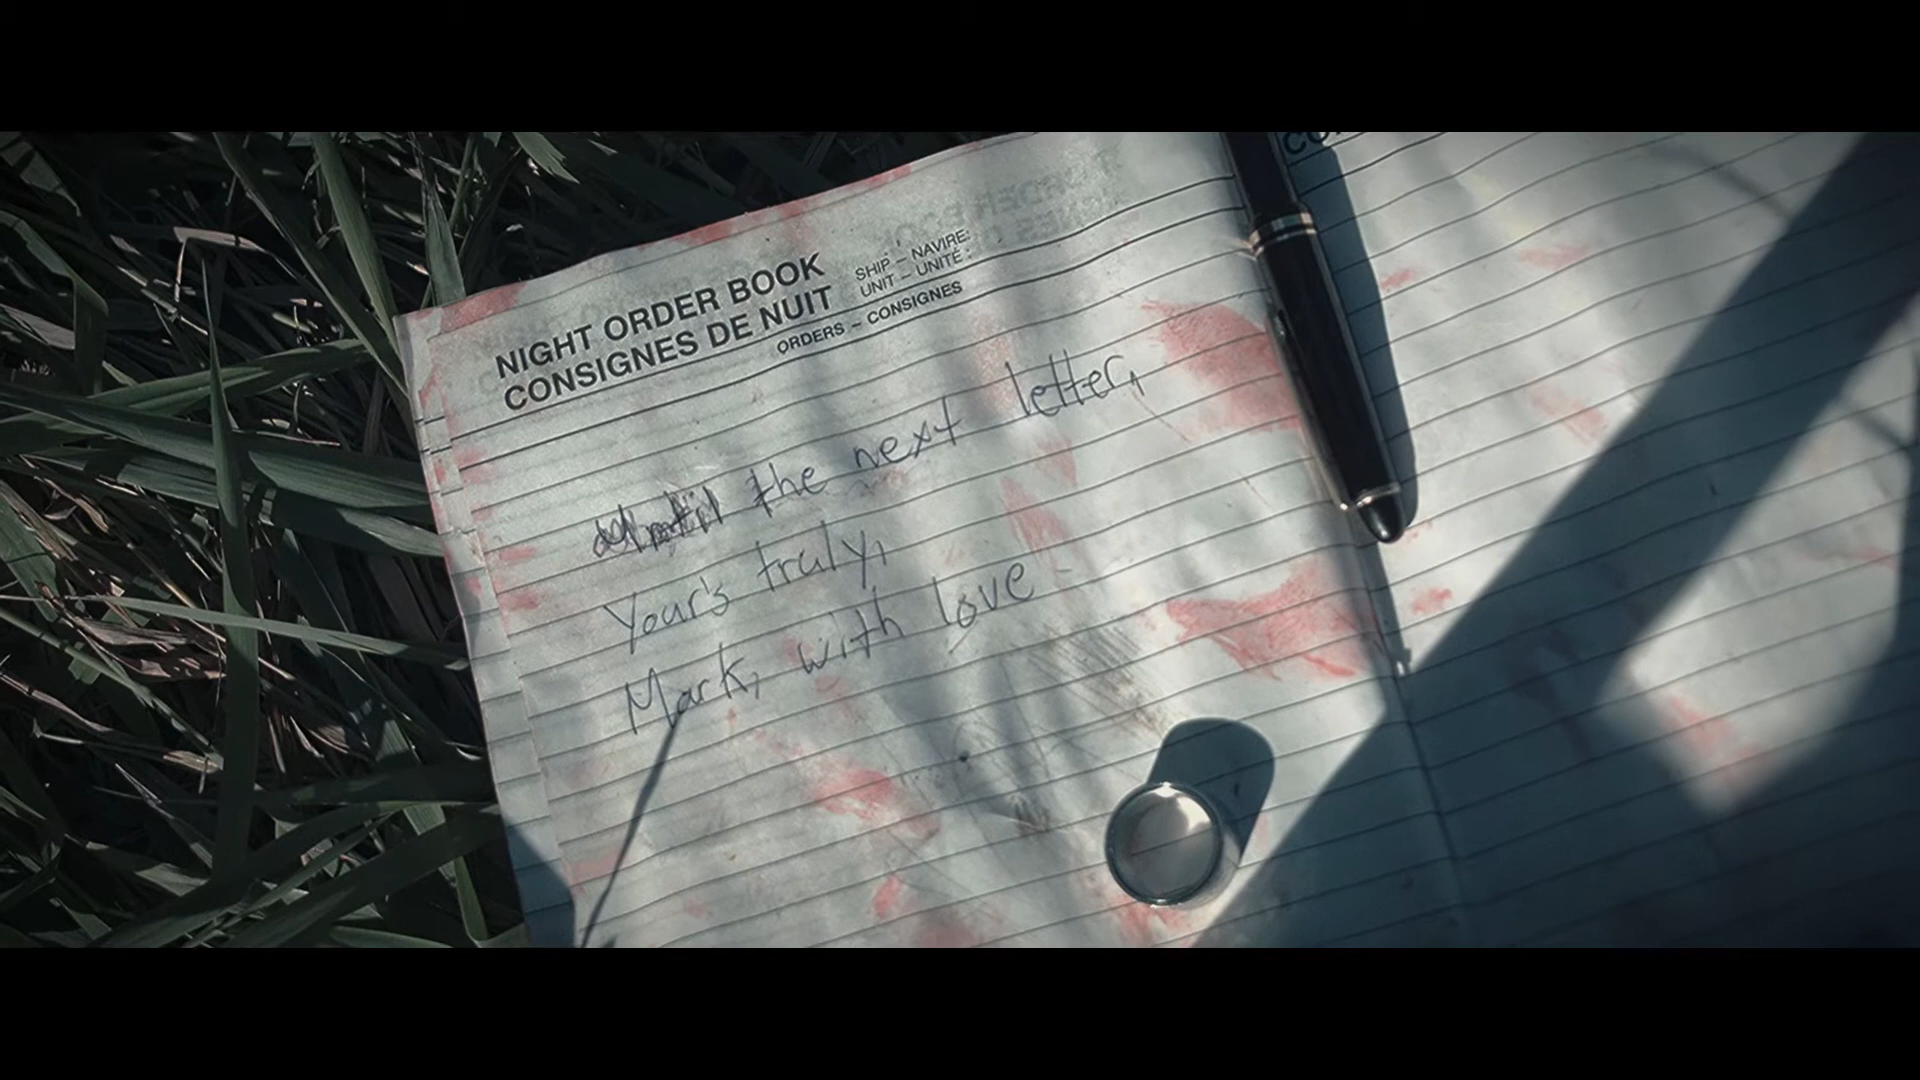 NIGHT ORDER BOOK
CONSIGNES DE NUIT
SHIP – NAVIRE:
UNIT – UNITÉ:
ORDERS – CONSIGNES
until the next letter,
Your's truly,
Mark, with love